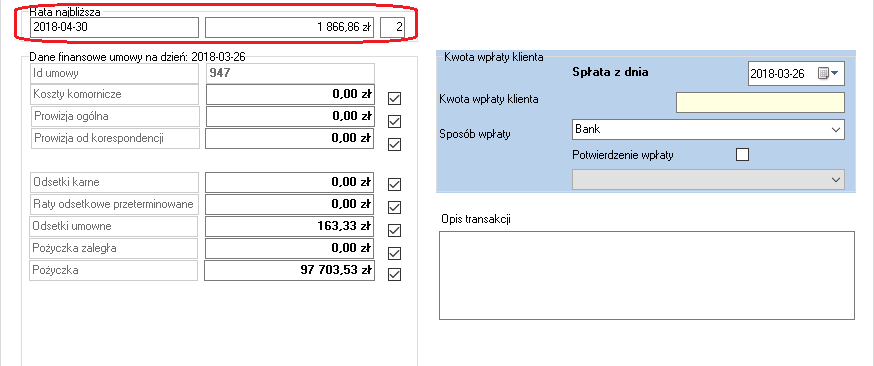 Rata najbliższa
2018-04-30 1 866,86 zł 2
Dane finansowe umowy na dzień: 2018-03-26
Id umowy 947
Koszty komornicze 0,00 zł
Prowizja ogólna 0,00 zł
Prowizja od korespondencji 0,00 zł
Odsetki karne 0,00 zł
Raty odsetkowe przeterminowane 0,00 zł
Odsetki umowne 163,33 zł
Pożyczka zaległa 0,00 zł
Pożyczka 97 703,53 zł
Kwota wpłaty klienta
Spłata z dnia 2018-03-26
Kwota wpłaty klienta
Sposób wpłaty Bank
Potwierdzenie wpłaty
Opis transakcji